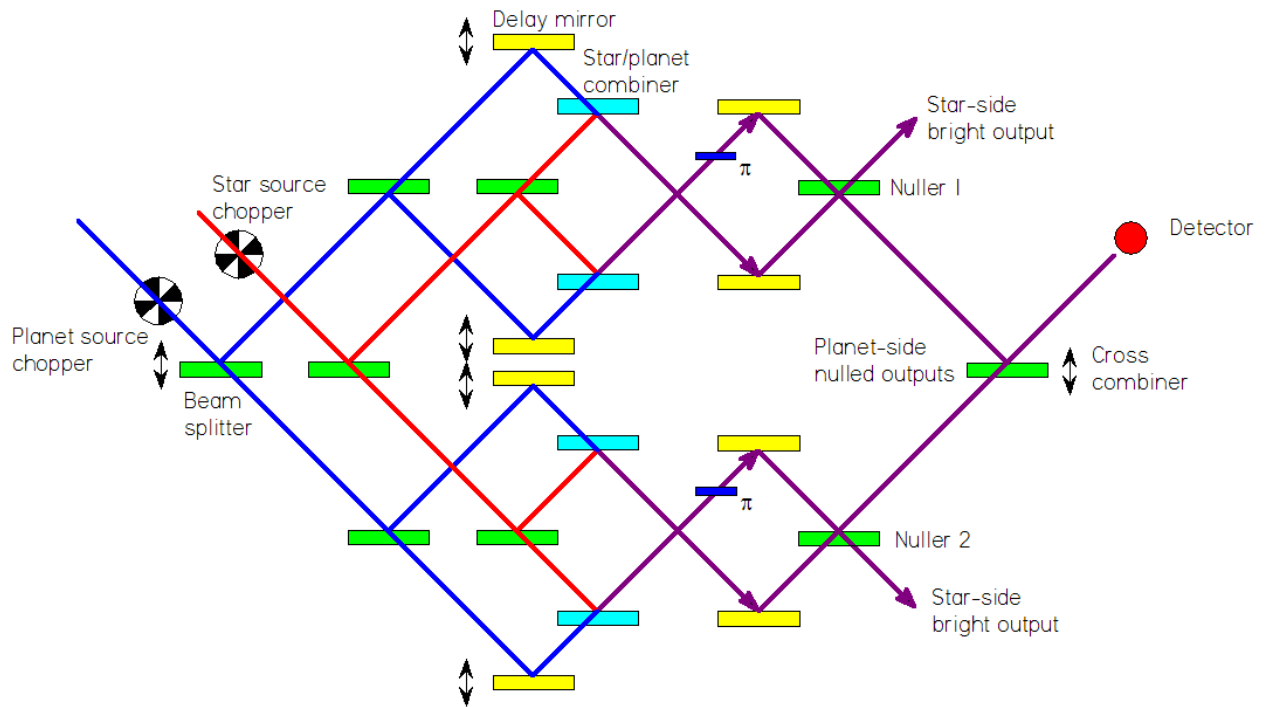 Delay mirror
Star/planet
combiner
Star-side
bright output
π
Star source
chopper
Nuller 1
Detector
Planet source
chopper
Planet-side
nulled outputs
Cross
combiner
Beam
splitter
π
Nuller 2
Star-side
bright output